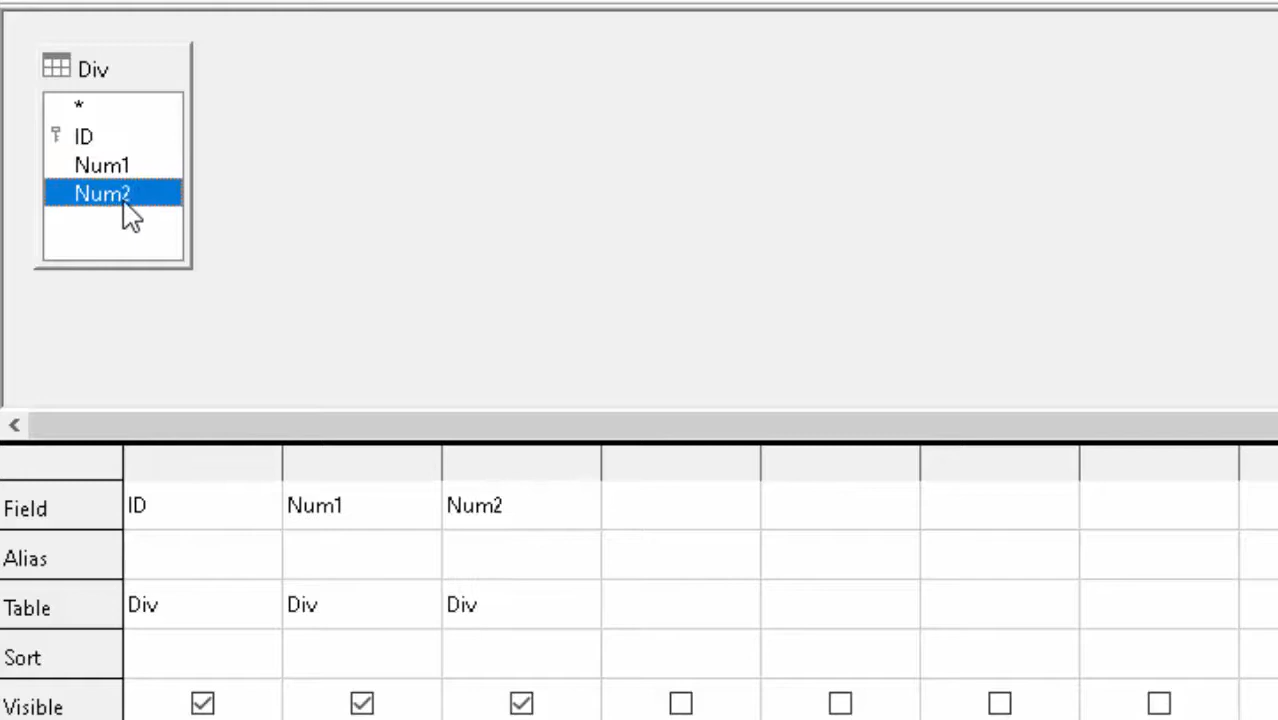 Div
*
ID
Num1
Num2
Field ID Num1 Num2
Alias
Table Div Div Div
Sort
Visible